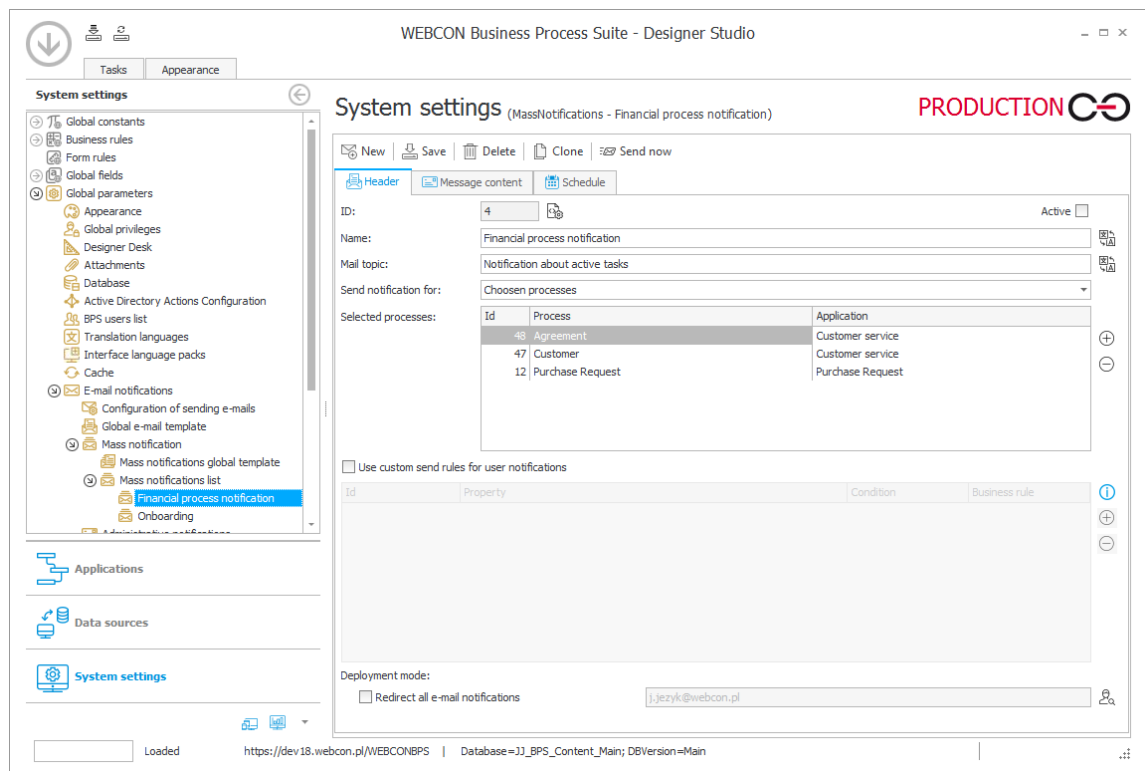 WEBCON Business Process Suite - Designer Studio
Tasks Appearance
System settings
Global constants
Business rules
Form rules
Global fields
Global parameters
Appearance
Global privileges
Designer Desk
Attachments
Database
Active Directory Actions Configuration
BPS users list
Translation languages
Interface language packs
Cache
E-mail notifications
Configuration of sending e-mails
Global e-mail template
Mass notification
Mass notifications global template
Mass notifications list
Financial process notification
Onboarding
Administrative notifications
Applications
Data sources
System settings
System settings (MassNotifications - Financial process notification)
PRODUCTION
New Save Delete Clone Send now
Header Message content Schedule
ID: 4 Active
Name: Financial process notification
Mail topic: Notification about active tasks
Send notification for: Choosen processes
Selected processes: Id Process Application
48 Agreement Customer service
47 Customer Customer service
12 Purchase Request Purchase Request
Use custom send rules for user notifications
Id Property Condition Business rule
Deployment mode:
Redirect all e-mail notifications j.jezyk@webcon.pl
Loaded https://dev18.webcon.pl/WEBCONBPS | Database=JJ_BPS_Content_Main; DBVersion=Main